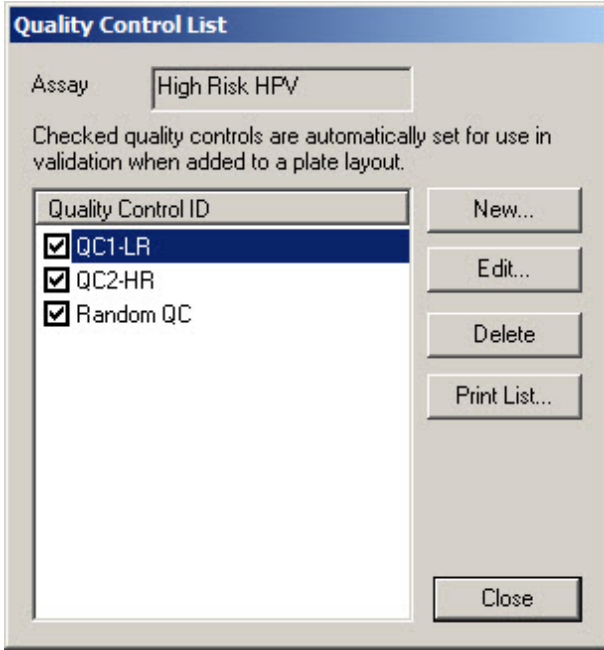 Quality Control List
Assay High Risk HPV
Checked quality controls are automatically set for use in
validation when added to a plate layout.
Quality Control ID
QC1-LR
QC2-HR
Random QC
New...
Edit...
Delete
Print List...
Close